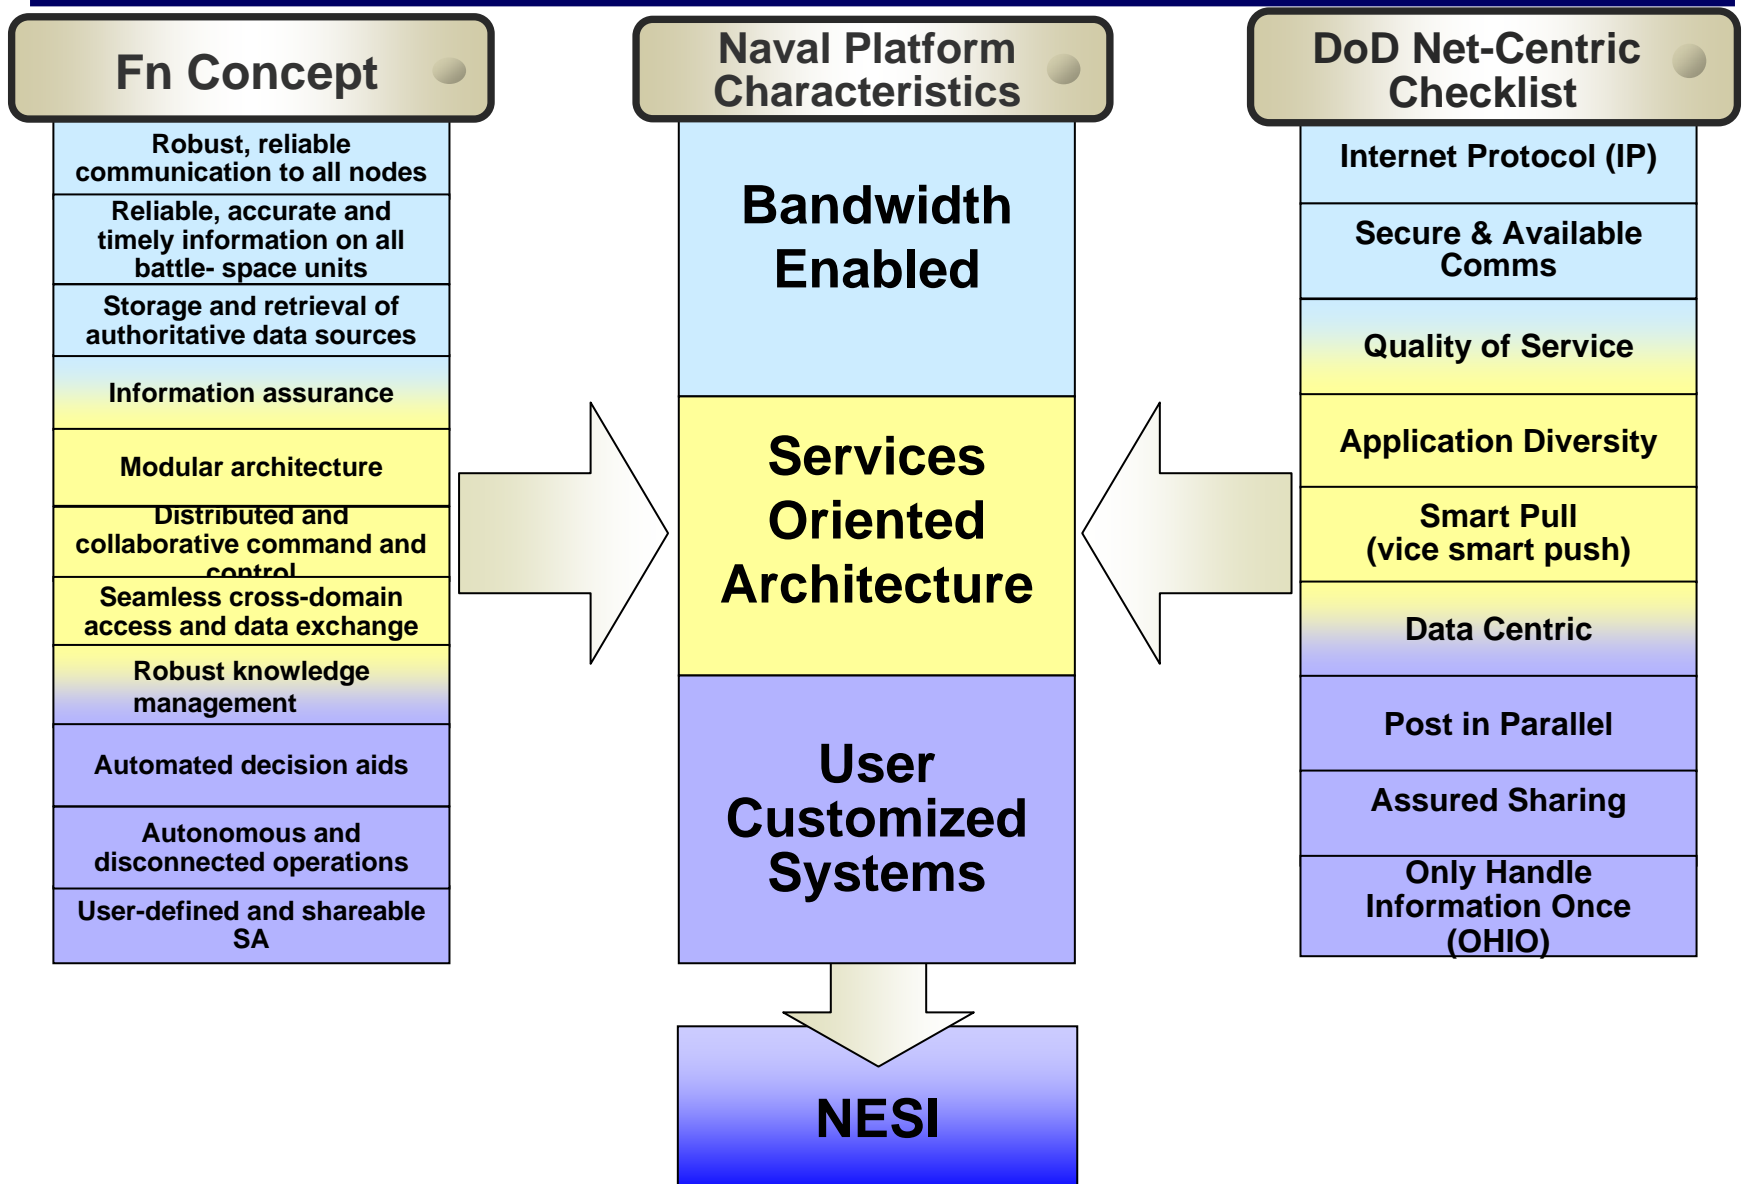 Fn Concept
Robust, reliable
communication to all nodes
Reliable, accurate and
timely information on all
battle- space units
Storage and retrieval of
authoritative data sources
Information assurance
Modular architecture
Distributed and
collaborative command and
control
Seamless cross-domain
access and data exchange
Robust knowledge
management
Automated decision aids
Autonomous and
disconnected operations
User-defined and shareable
SA
Naval Platform
Characteristics
Bandwidth
Enabled
Services
Oriented
Architecture
User
Customized
Systems
NESI
DoD Net-Centric
Checklist
Internet Protocol (IP)
Secure & Available
Comms
Quality of Service
Application Diversity
Smart Pull
(vice smart push)
Data Centric
Post in Parallel
Assured Sharing
Only Handle
Information Once
(OHIO)